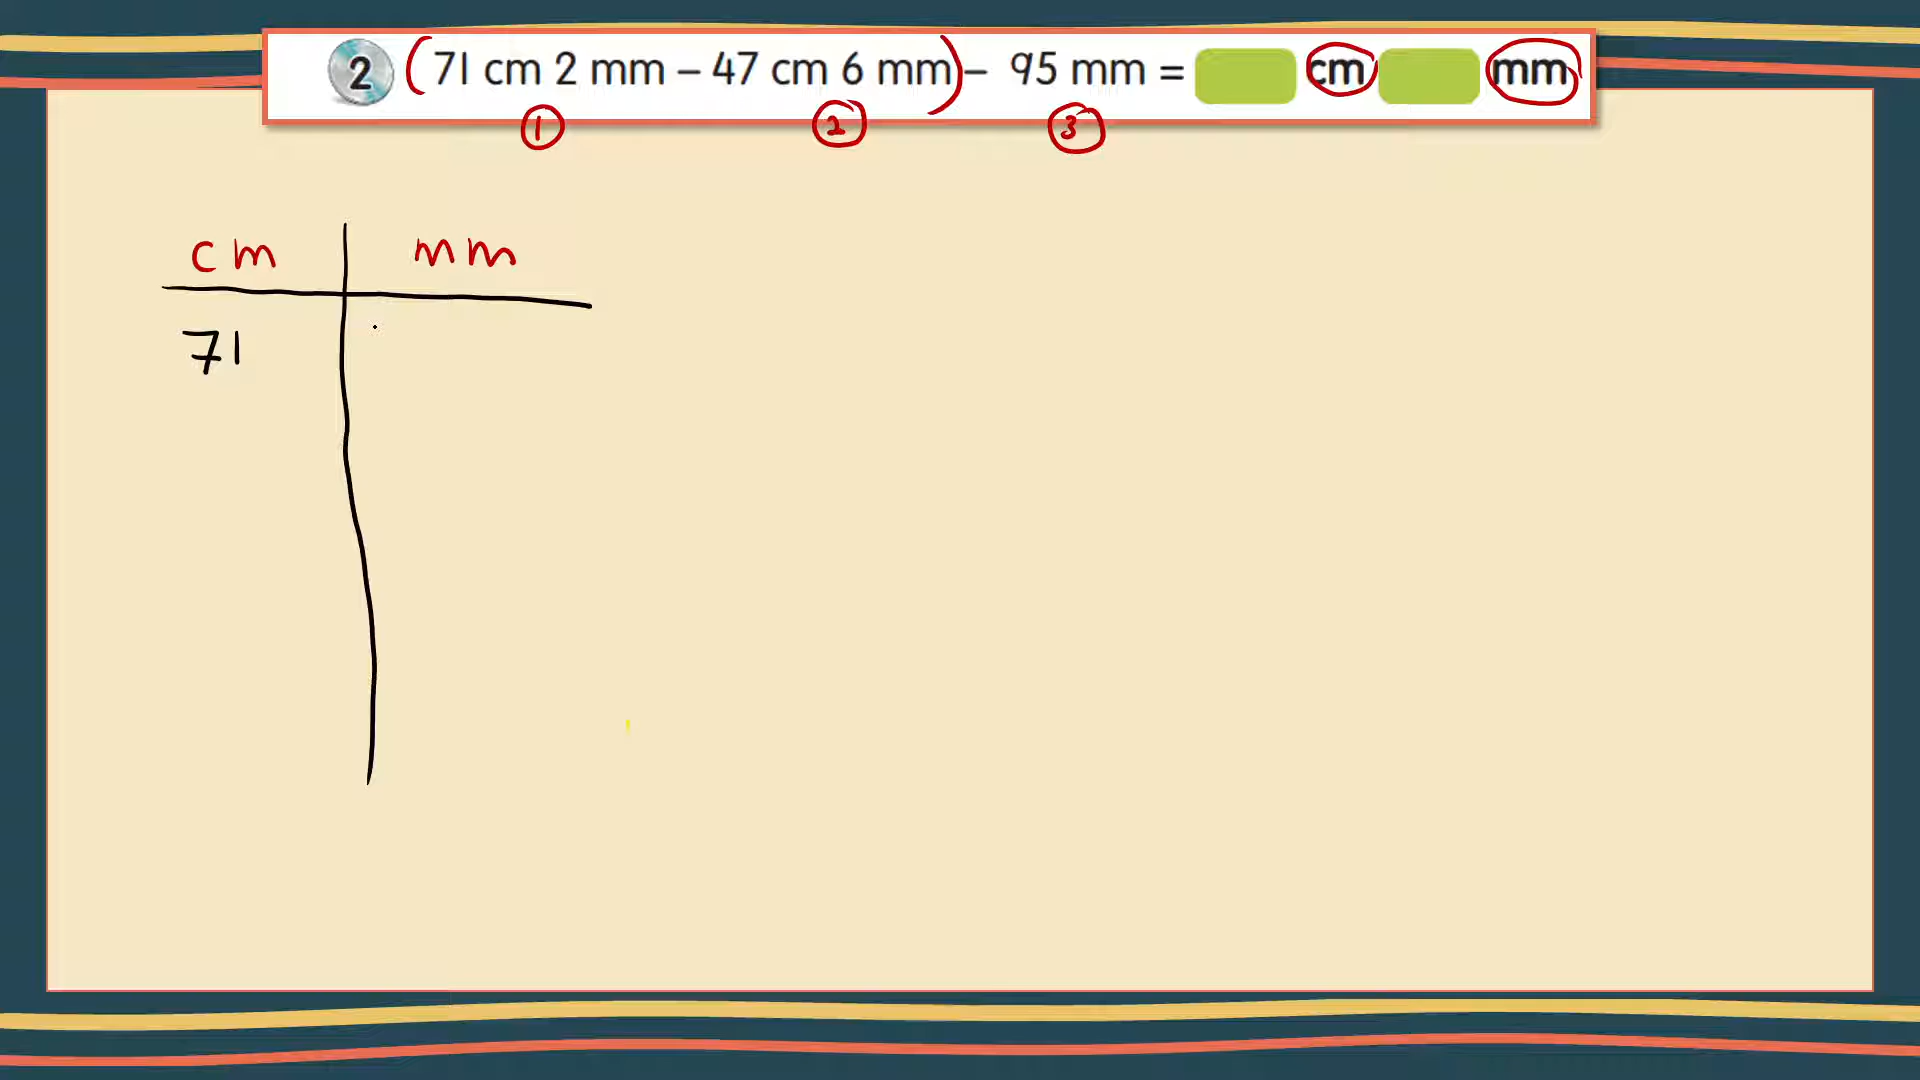 2 ( 71 cm 2 mm – 47 cm 6 mm ) – 95 mm = cm mm
1 2 3
cm mm
71